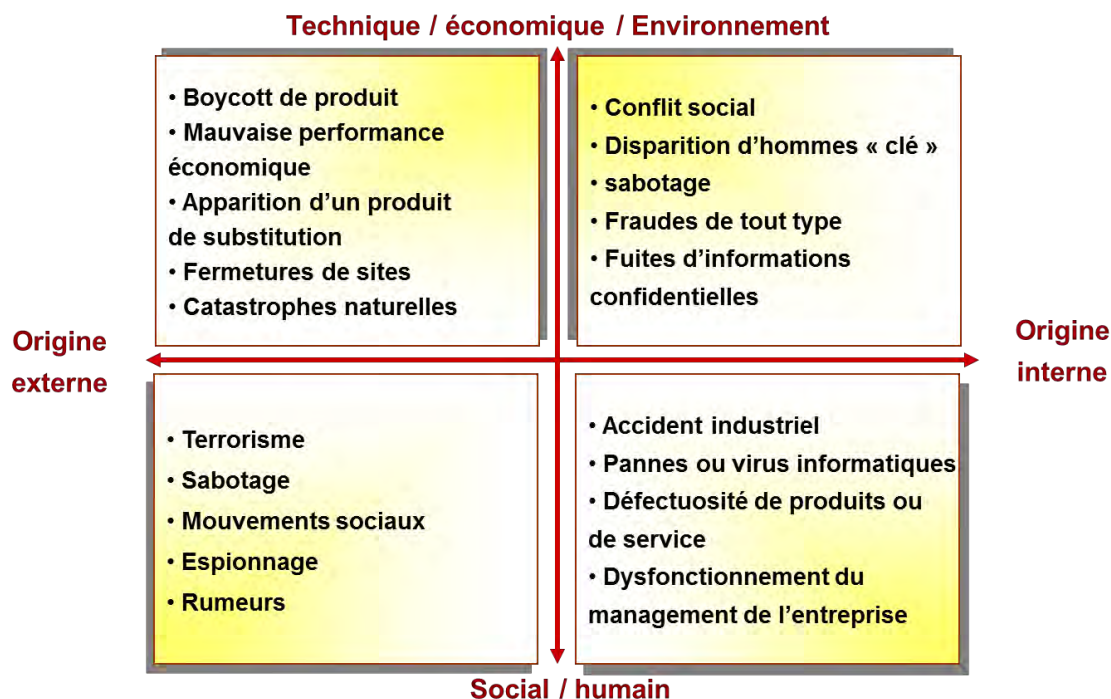 Technique / économique / Environnement
• Boycott de produit
• Mauvaise performance
économique
• Apparition d'un produit
de substitution
• Fermetures de sites
• Catastrophes naturelles
• Conflit social
• Disparition d'hommes « clé »
• sabotage
• Fraudes de tout type
• Fuites d'informations
confidentielles
Origine
externe
Origine
interne
• Terrorisme
• Sabotage
• Mouvements sociaux
• Espionnage
• Rumeurs
• Accident industriel
• Pannes ou virus informatiques
• Défectuosité de produits ou
de service
• Dysfonctionnement du
management de l'entreprise
Social / humain